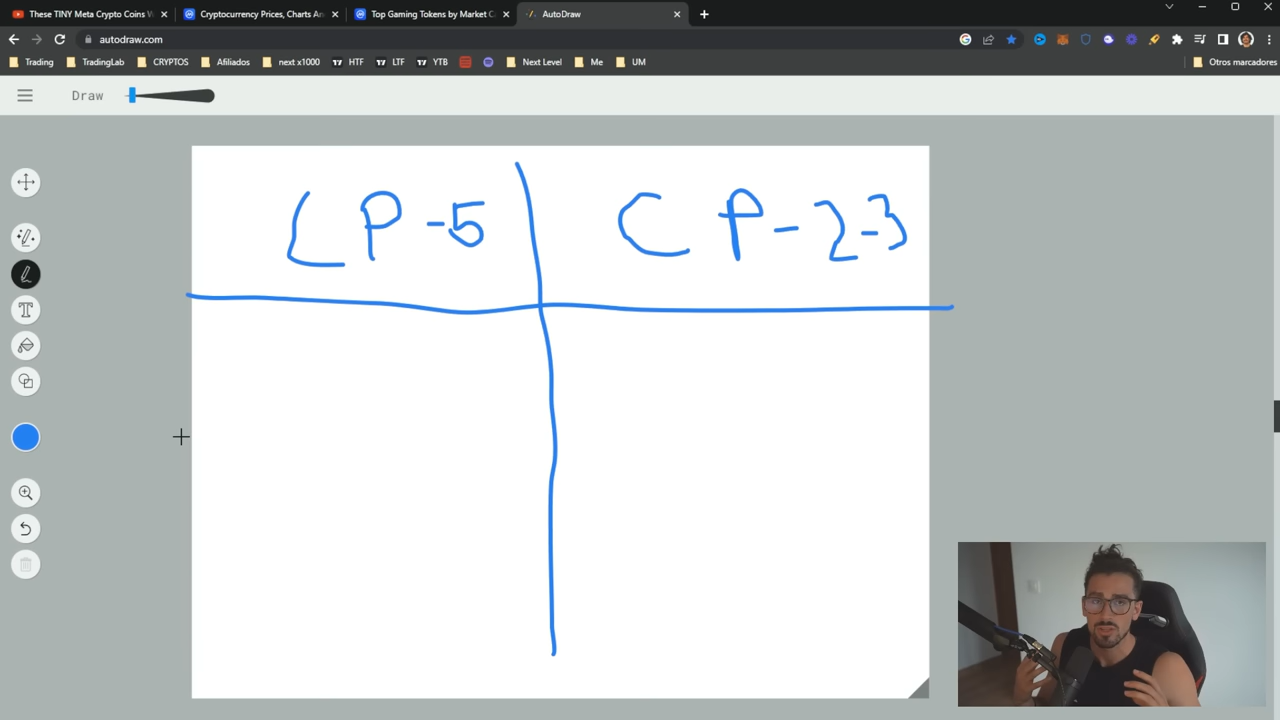 These TINY Meta Crypto Coins W
Cryptocurrency Prices, Charts An
Top Gaming Tokens by Market C
AutoDraw
autodraw.com
Trading
TradingLab
CRYPTOS
Afiliados
next x1000
HTF
LTF
YTB
Next Level
Me
UM
Otros marcadores
Draw
CP-5
CP-2-3
T